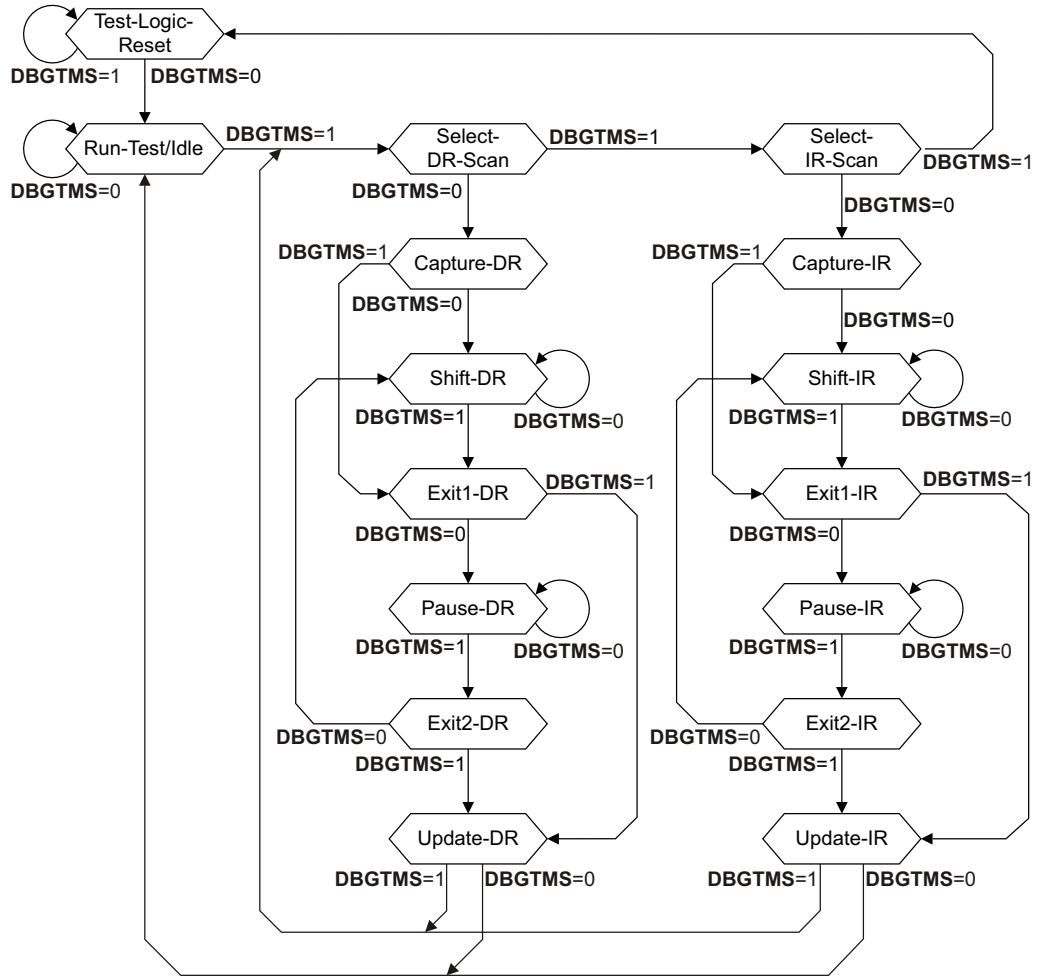 Test-Logic-
Reset
DBGTMS=1
DBGTMS=0
Run-Test/Idle
DBGTMS=0
DBGTMS=1
Select-
DR-Scan
DBGTMS=1
Select-
IR-Scan
DBGTMS=1
DBGTMS=0
DBGTMS=0
DBGTMS=1
Capture-DR
DBGTMS=1
Capture-IR
DBGTMS=0
DBGTMS=0
Shift-DR
Shift-IR
DBGTMS=1
DBGTMS=0
DBGTMS=1
DBGTMS=0
Exit1-DR
DBGTMS=1
Exit1-IR
DBGTMS=1
DBGTMS=0
DBGTMS=0
Pause-DR
Pause-IR
DBGTMS=1
DBGTMS=0
DBGTMS=1
DBGTMS=0
Exit2-DR
Exit2-IR
DBGTMS=0
DBGTMS=1
DBGTMS=0
DBGTMS=1
Update-DR
Update-IR
DBGTMS=1
DBGTMS=0
DBGTMS=1
DBGTMS=0